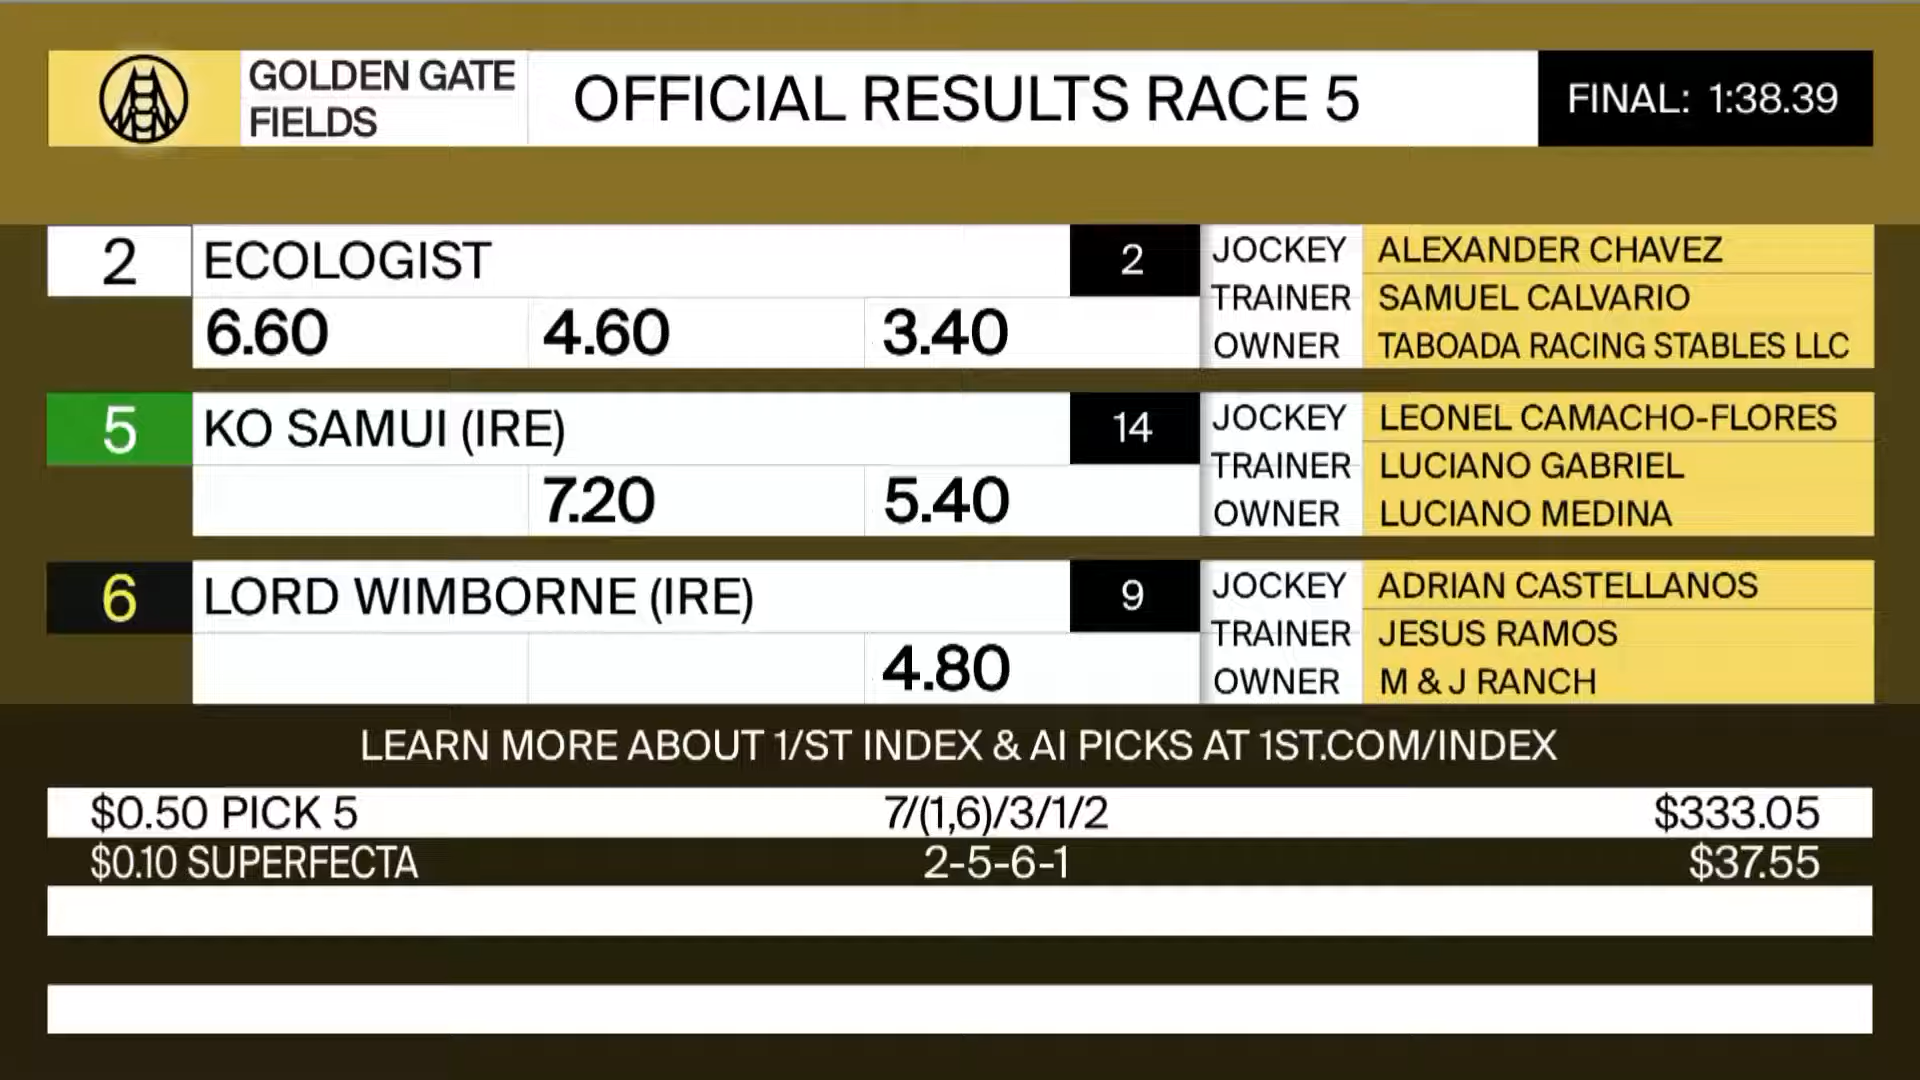 GOLDEN GATE
FIELDS
OFFICIAL RESULTS RACE 5
FINAL: 1:38.39
2
ECOLOGIST
2
6.60
4.60
3.40
JOCKEY ALEXANDER CHAVEZ
TRAINER SAMUEL CALVARIO
OWNER TABOADA RACING STABLES LLC
5
KO SAMUI (IRE)
14
7.20
5.40
JOCKEY LEONEL CAMACHO-FLORES
TRAINER LUCIANO GABRIEL
OWNER LUCIANO MEDINA
6
LORD WIMBORNE (IRE)
9
4.80
JOCKEY ADRIAN CASTELLANOS
TRAINER JESUS RAMOS
OWNER M & J RANCH
LEARN MORE ABOUT 1/ST INDEX & AI PICKS AT 1ST.COM/INDEX
$0.50 PICK 5 7/(1,6)/3/1/2 $333.05
$0.10 SUPERFECTA 2-5-6-1 $37.55